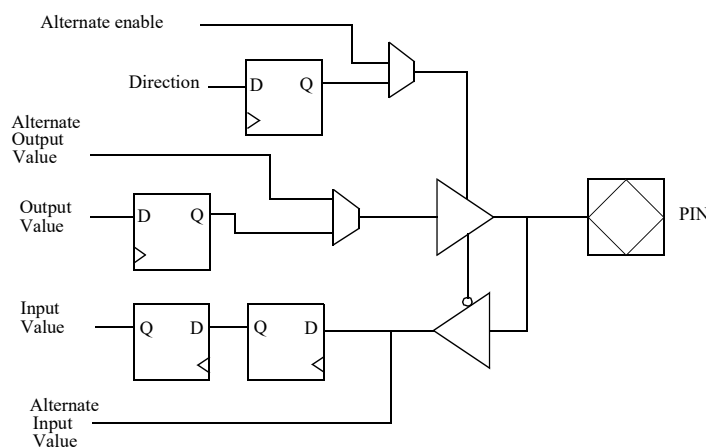 Alternate enable
Direction
D Q
Alternate
Output
Value
Output
Value
D Q
PIN
Input
Value
Q D
Q D
Alternate
Input
Value